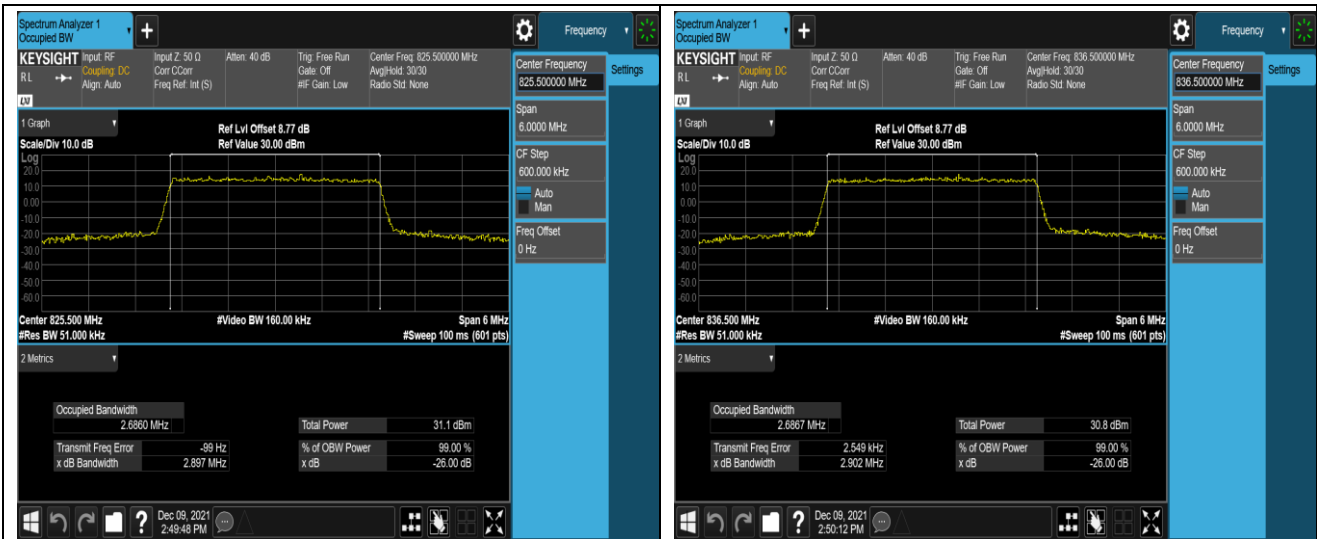 Spectrum Analyzer 1
Occupied BW
+
Frequency
KEYSIGHT
RL
LXI
Input: RF
Coupling: DC
Align: Auto
Input Z: 50 Ω
Corr CCorr
Freq Ref: Int (S)
Atten: 40 dB
Trig: Free Run
Gate: Off
#IF Gain: Low
Center Freq: 825.500000 MHz
Avg|Hold: 30/30
Radio Std: None
Center Frequency
825.500000 MHz
Settings
Span
6.0000 MHz
CF Step
600.000 kHz
Auto
Man
Freq Offset
0 Hz
1 Graph
Ref Lvl Offset 8.77 dB
Scale/Div 10.0 dB
Ref Value 30.00 dBm
Log
20.0
10.0
0.00
-10.0
-20.0
-30.0
-40.0
-50.0
-60.0
Center 825.500 MHz
#Video BW 160.00 kHz
Span 6 MHz
#Res BW 51.000 kHz
#Sweep 100 ms (601 pts)
2 Metrics
Occupied Bandwidth
2.6860 MHz
Total Power 31.1 dBm
Transmit Freq Error -99 Hz
% of OBW Power 99.00 %
x dB Bandwidth 2.897 MHz
x dB -26.00 dB
?
Dec 09, 2021
2:49:48 PM
Spectrum Analyzer 1
Occupied BW
+
Frequency
KEYSIGHT
RL
LXI
Input: RF
Coupling: DC
Align: Auto
Input Z: 50 Ω
Corr CCorr
Freq Ref: Int (S)
Atten: 40 dB
Trig: Free Run
Gate: Off
#IF Gain: Low
Center Freq: 836.500000 MHz
Avg|Hold: 30/30
Radio Std: None
Center Frequency
836.500000 MHz
Settings
Span
6.0000 MHz
CF Step
600.000 kHz
Auto
Man
Freq Offset
0 Hz
1 Graph
Ref Lvl Offset 8.77 dB
Scale/Div 10.0 dB
Ref Value 30.00 dBm
Log
20.0
10.0
0.00
-10.0
-20.0
-30.0
-40.0
-50.0
-60.0
Center 836.500 MHz
#Video BW 160.00 kHz
Span 6 MHz
#Res BW 51.000 kHz
#Sweep 100 ms (601 pts)
2 Metrics
Occupied Bandwidth
2.6867 MHz
Total Power 30.8 dBm
Transmit Freq Error 2.549 kHz
% of OBW Power 99.00 %
x dB Bandwidth 2.902 MHz
x dB -26.00 dB
?
Dec 09, 2021
2:50:12 PM